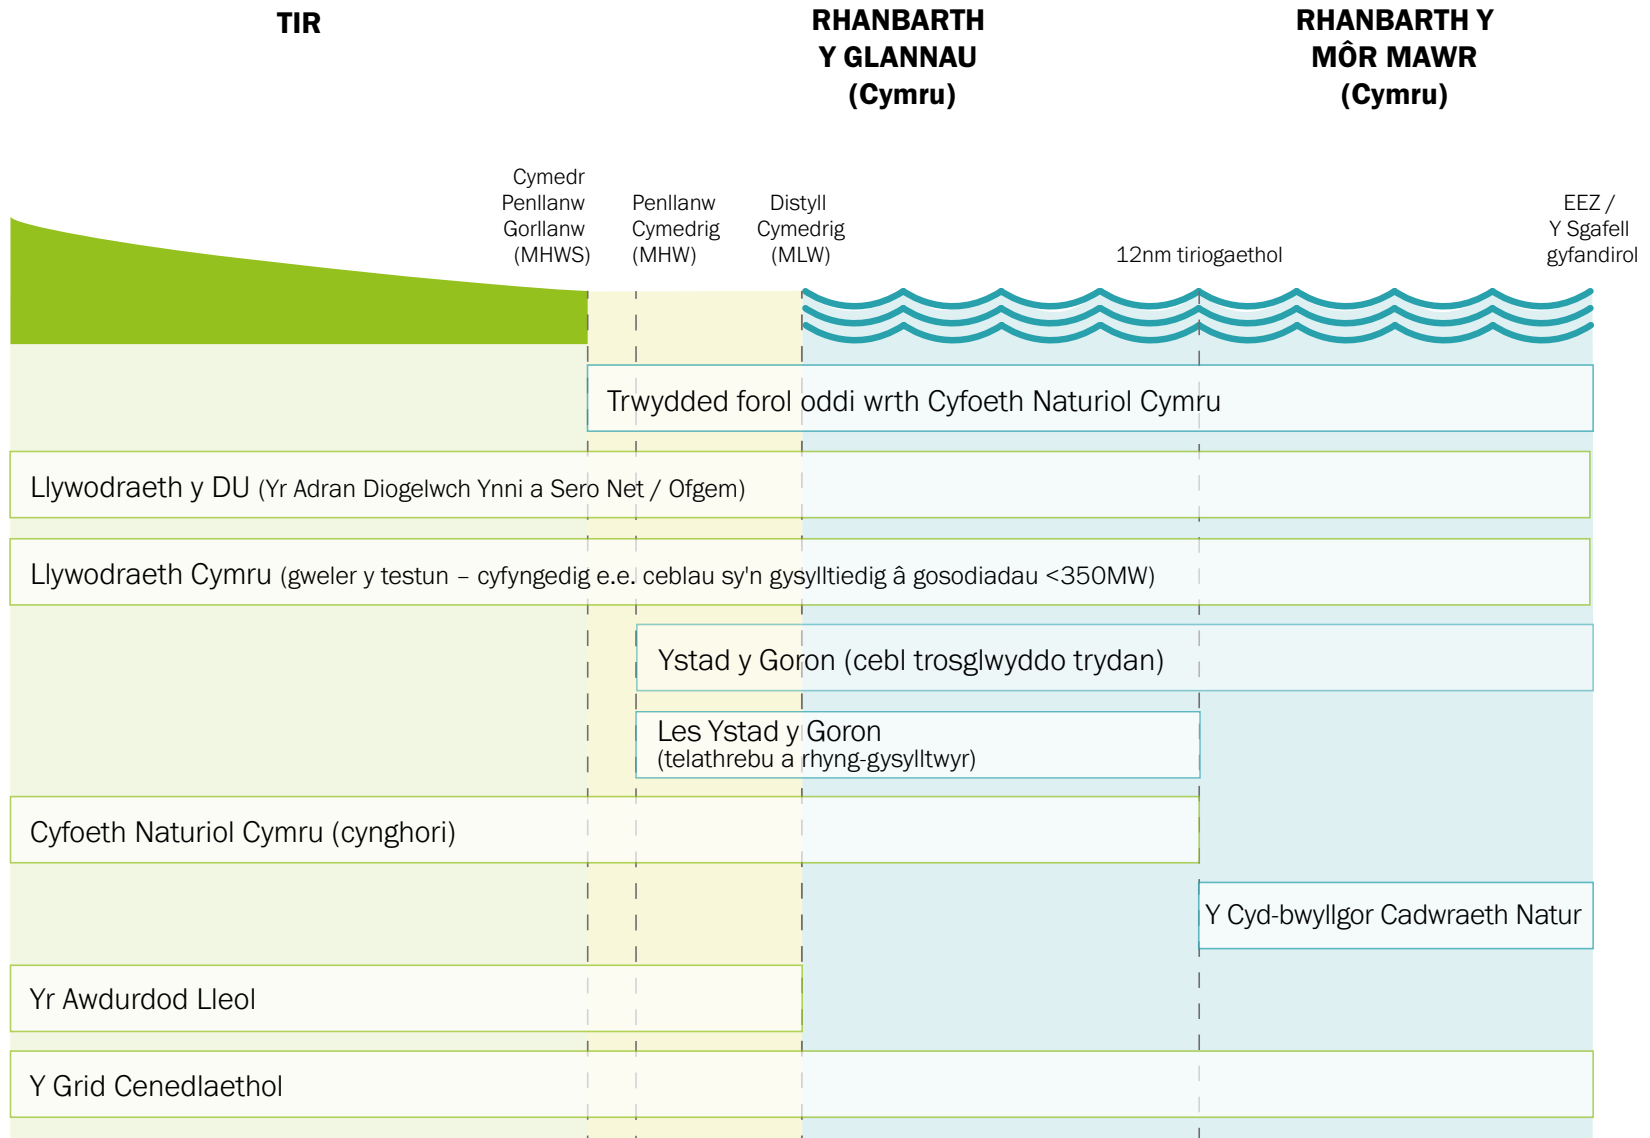 TIR
RHANBARTH
Y GLANNAU
(Cymru)
RHANBARTH Y
MÔR MAWR
(Cymru)
Cymedr
Penllanw
Gorllanw
(MHWS)
Penllanw
Cymedrig
(MHW)
Distyll
Cymedrig
(MLW)
12nm tiriogaethol
EEZ /
Y Sgafell
gyfandirol
Trwydded forol oddi wrth Cyfoeth Naturiol Cymru
Llywodraeth y DU (Yr Adran Diogelwch Ynni a Sero Net / Ofgem)
Llywodraeth Cymru (gweler y testun – cyfyngedig e.e. ceblau sy'n gysylltiedig â gosodiadau <350MW)
Ystad y Goron (cebl trosglwyddo trydan)
Les Ystad y Goron
(telathrebu a rhyng-gysylltwyr)
Cyfoeth Naturiol Cymru (cynghori)
Y Cyd-bwyllgor Cadwraeth Natur
Yr Awdurdod Lleol
Y Grid Cenedlaethol